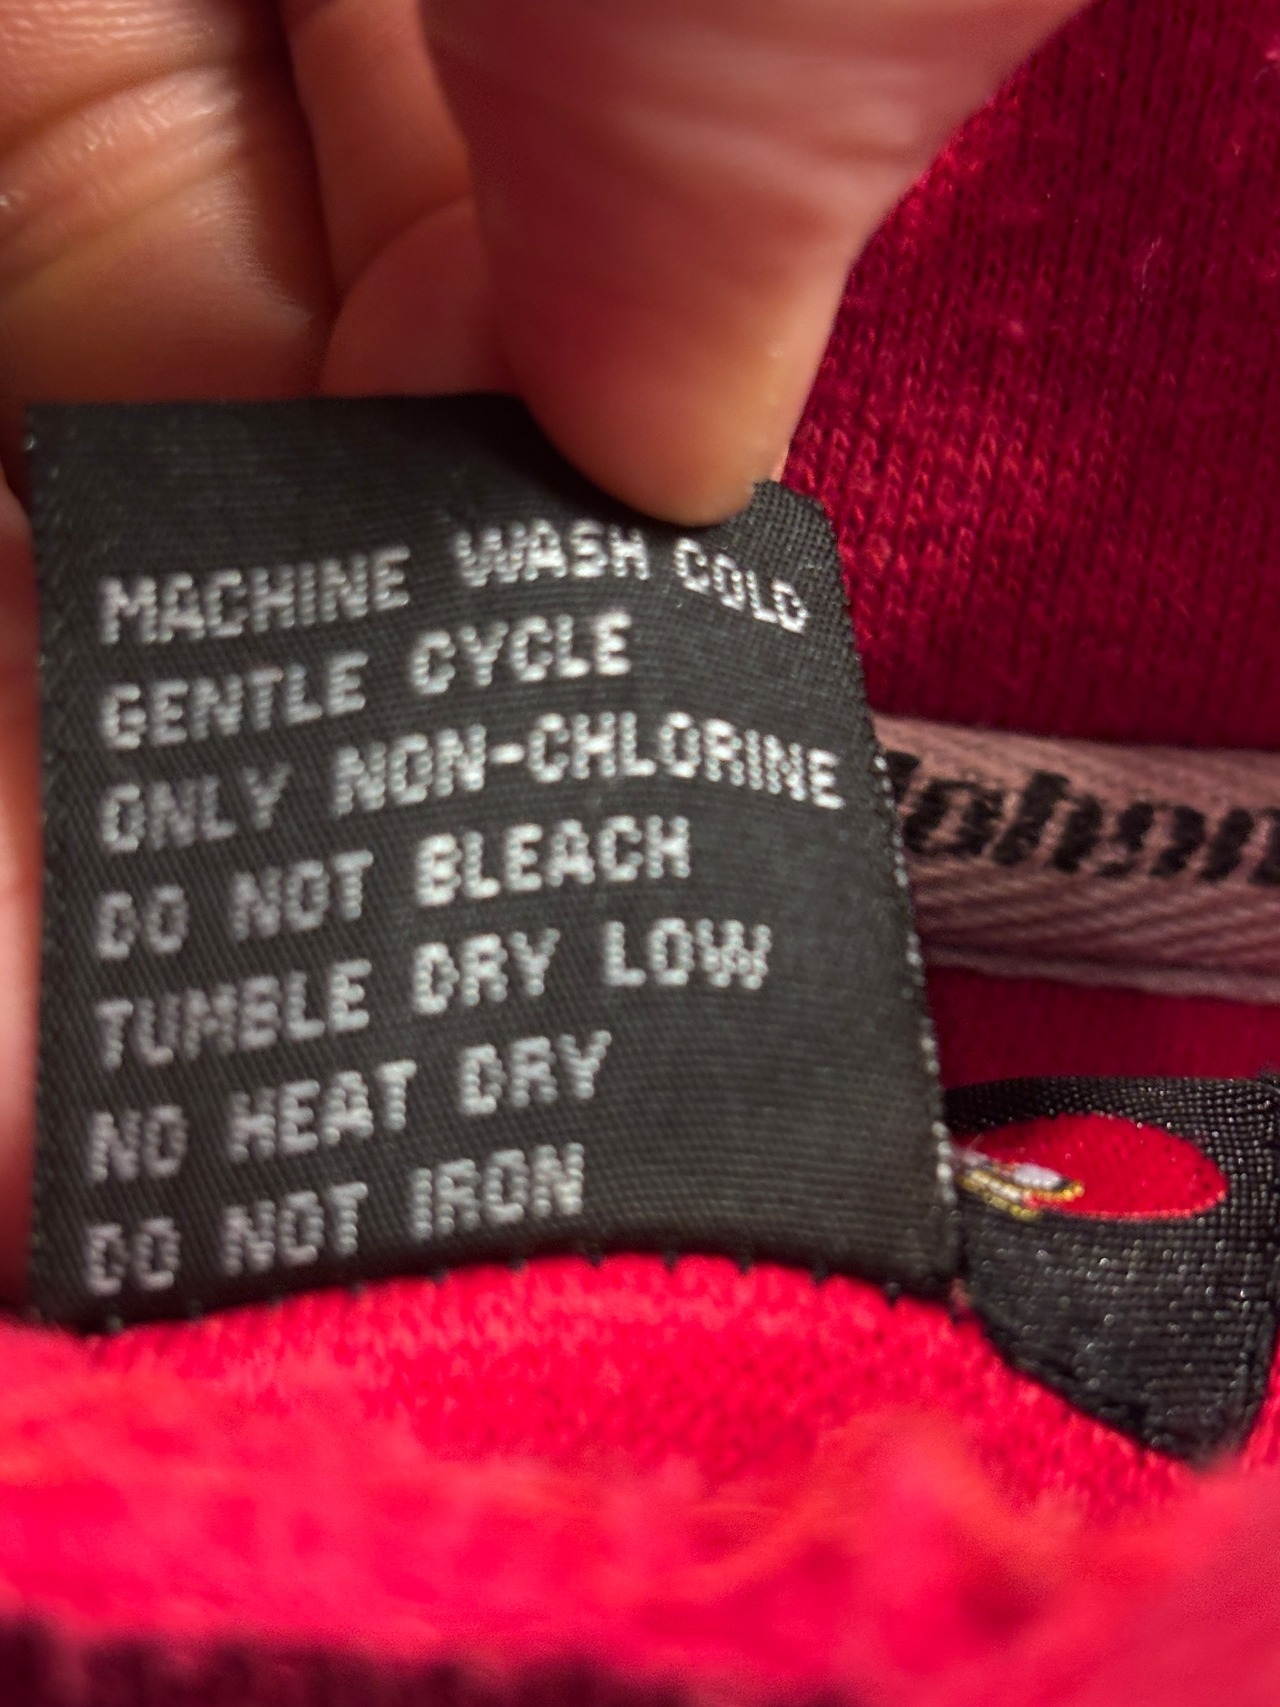 MACHINE WASH COLD
GENTLE CYCLE
ONLY NON-CHLORINE
DO NOT BLEACH
TUMBLE DRY LOW
NO HEAT DRY
DO NOT IRON